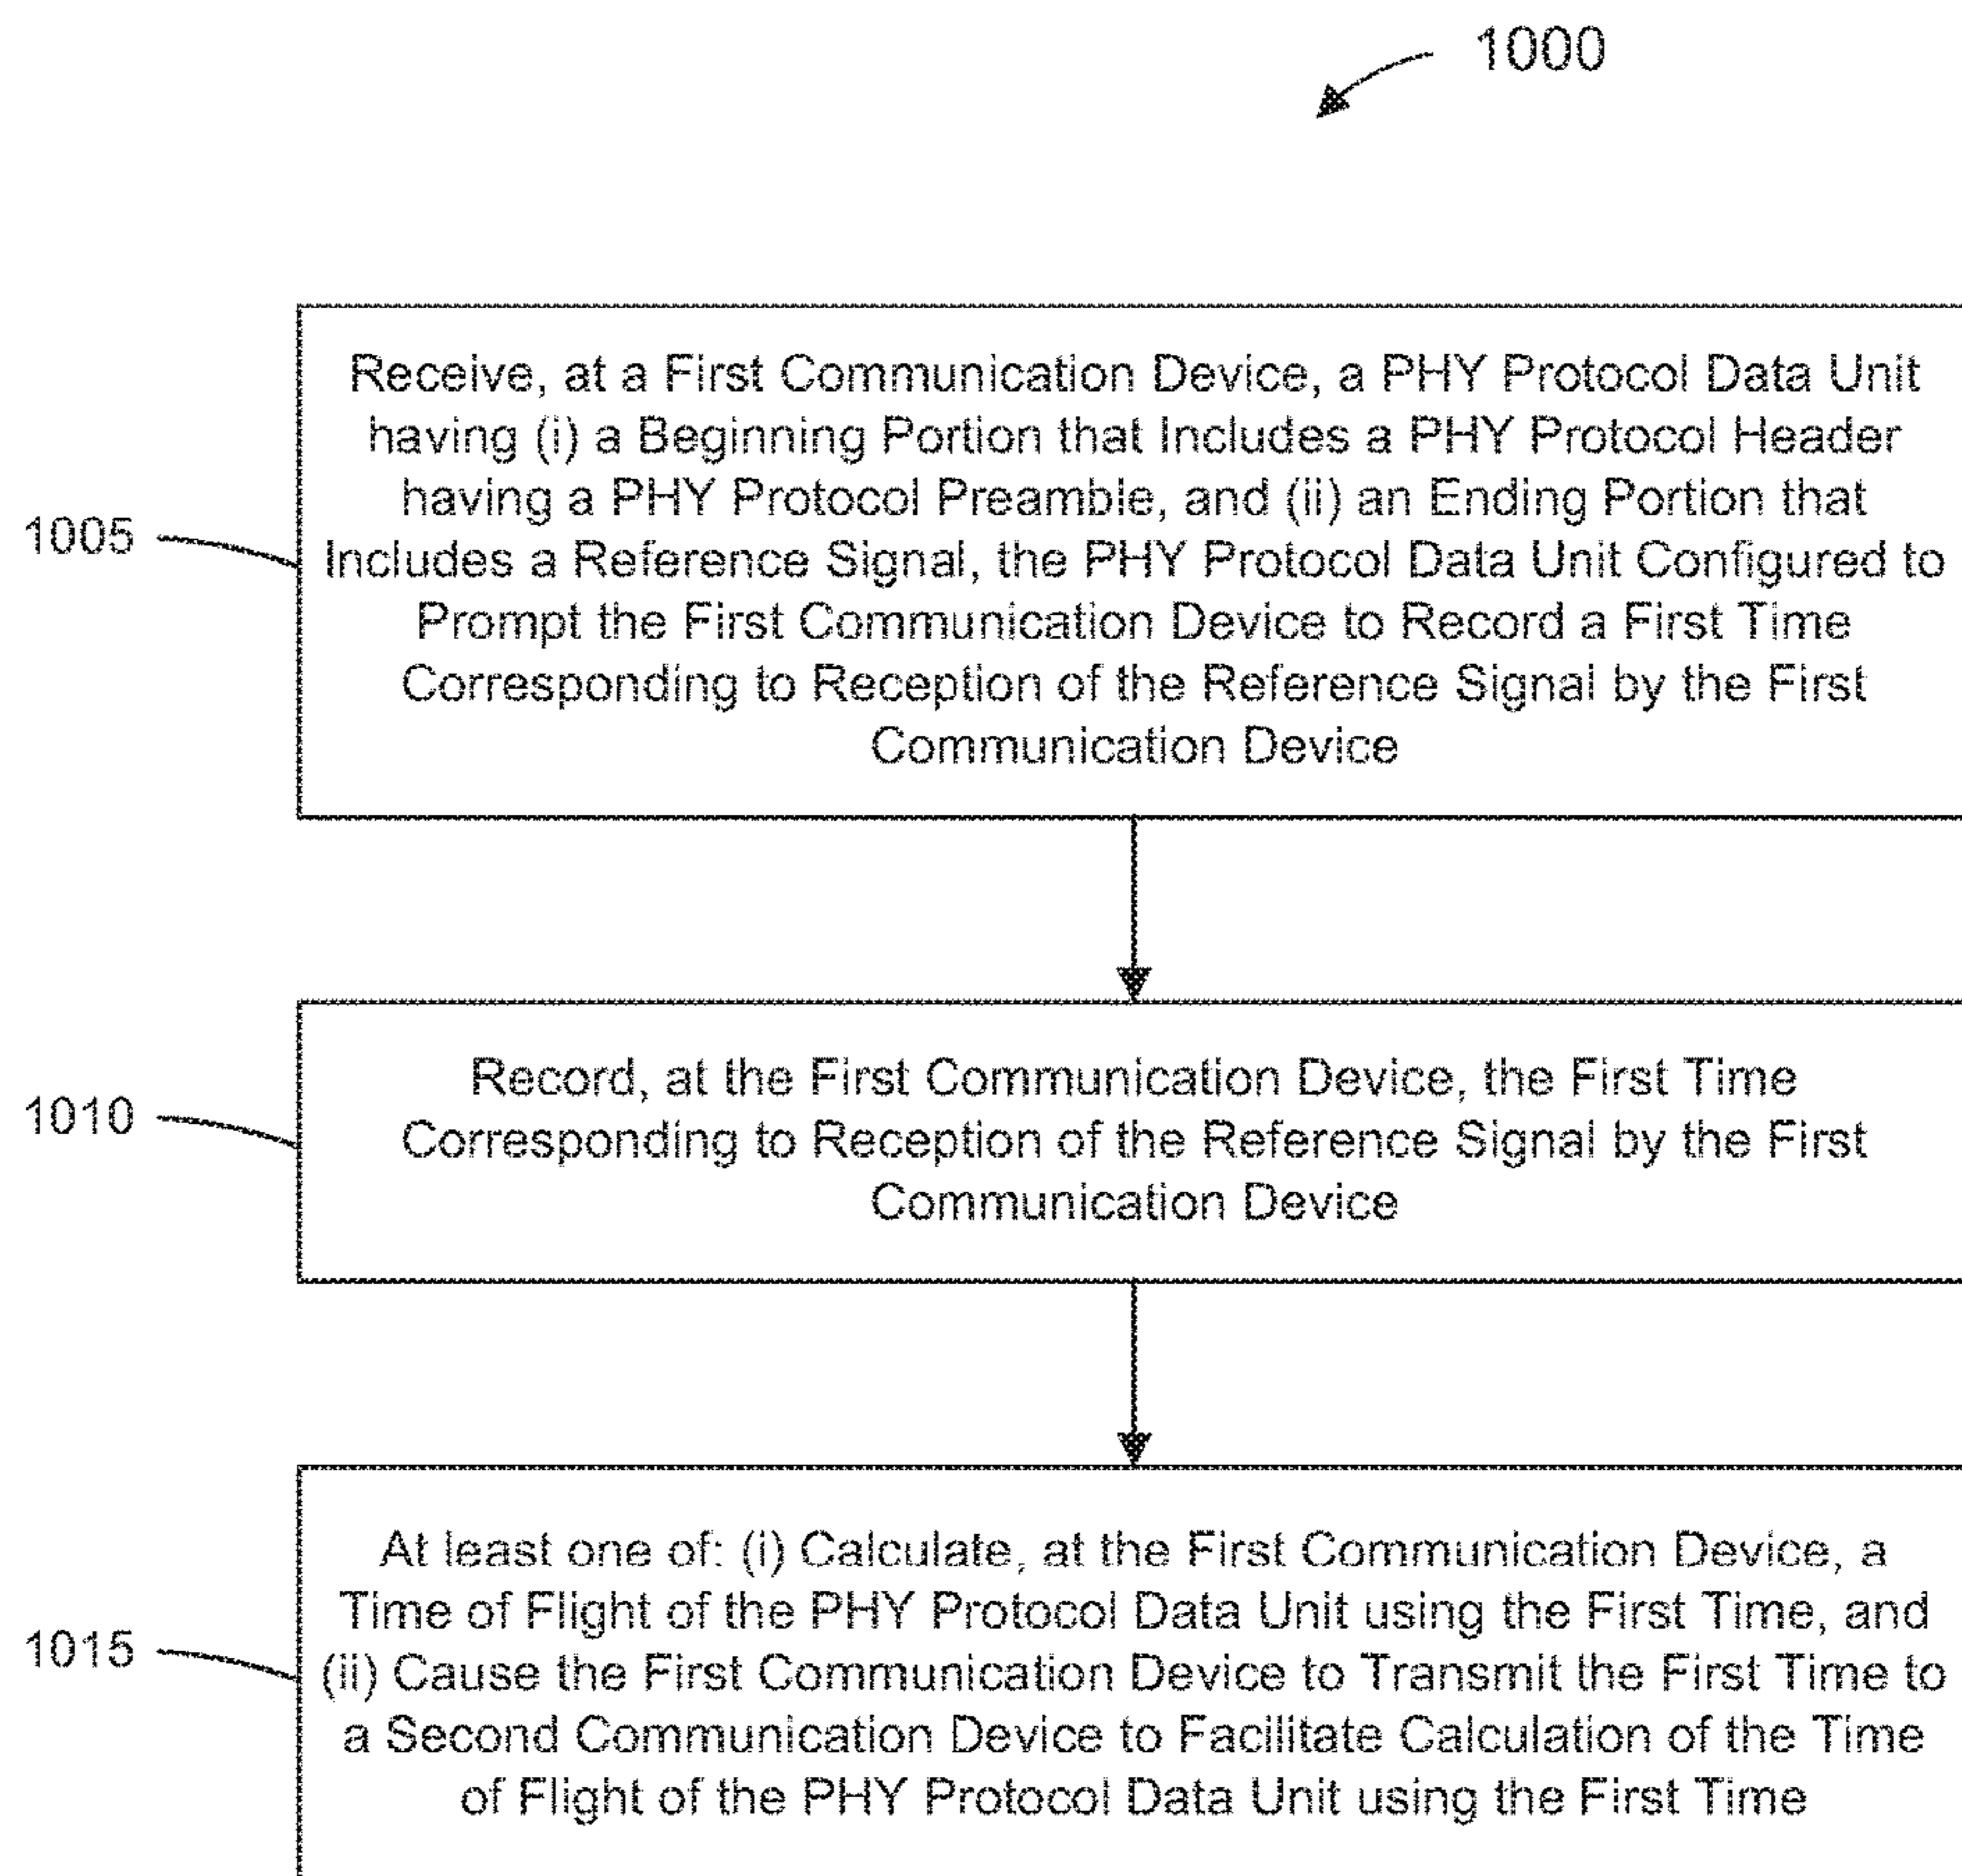 1000
Receive, at a First Communication Device, a PHY Protocol Data Unit
having (i) a Beginning Portion that Includes a PHY Protocol Header
having a PHY Protocol Preamble, and (ii) an Ending Portion that
Includes a Reference Signal, the PHY Protocol Data Unit Configured to
Prompt the First Communication Device to Record a First Time
Corresponding to Reception of the Reference Signal by the First
Communication Device
1005
Record, at the First Communication Device, the First Time
Corresponding to Reception of the Reference Signal by the First
Communication Device
1010
At least one of: (i) Calculate, at the First Communication Device, a
Time of Flight of the PHY Protocol Data Unit using the First Time, and
(ii) Cause the First Communication Device to Transmit the First Time to
a Second Communication Device to Facilitate Calculation of the Time
of Flight of the PHY Protocol Data Unit using the First Time
1015